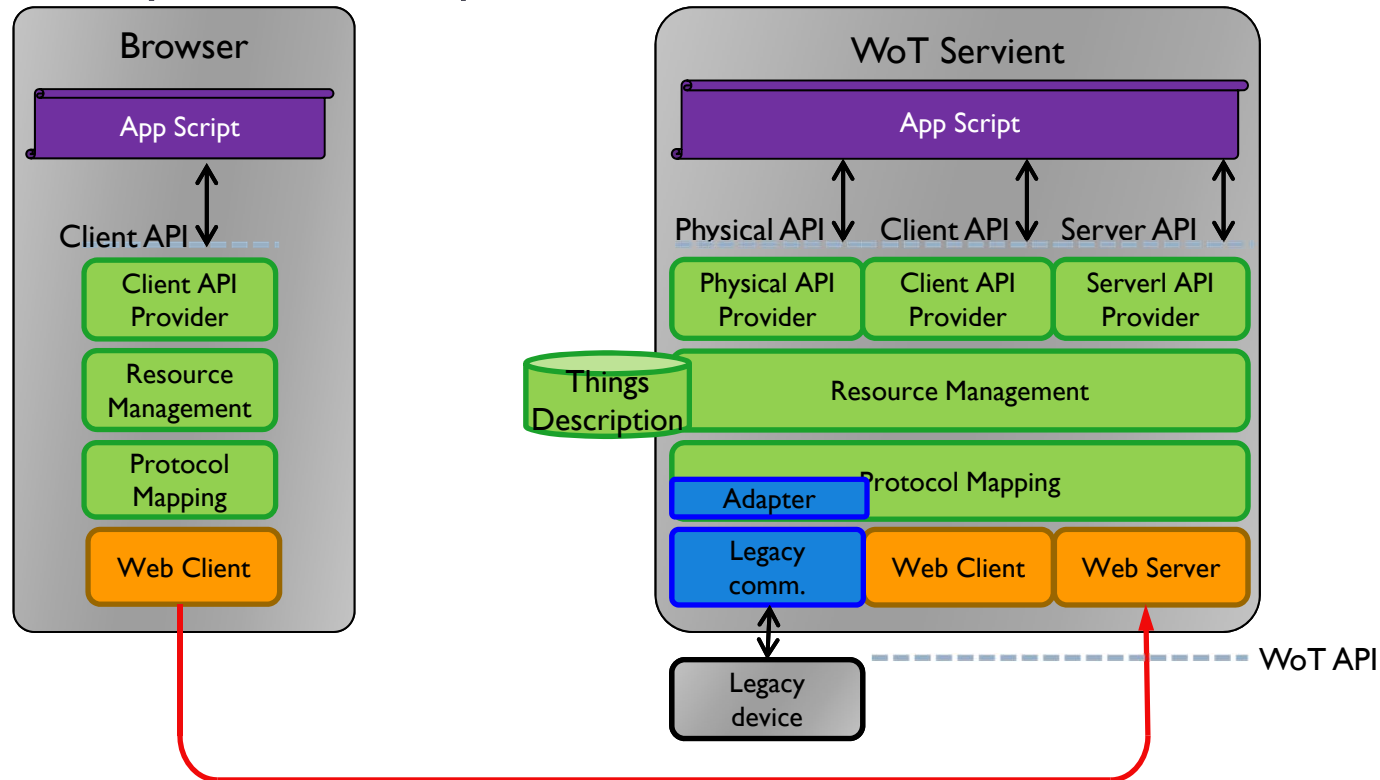 Browser
App Script
Client API
Client API
Provider
Resource
Management
Protocol
Mapping
Web Client
WoT Servient
App Script
Physical API
Client API
Server API
Physical API
Provider
Client API
Provider
Serverl API
Provider
Things
Description
Resource Management
Protocol Mapping
Adapter
Legacy
comm.
Web Client
Web Server
WoT API
Legacy
device